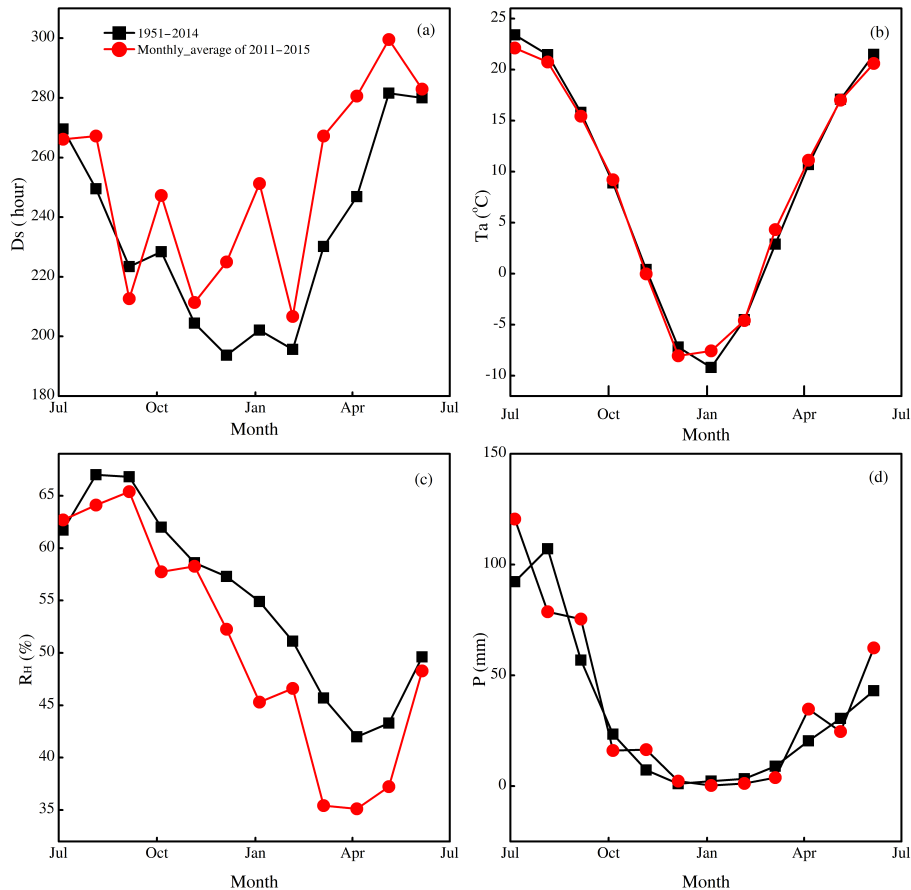 (a)
1951−2014
Monthly_average of 2011−2015
Ds ( hour)
300
280
260
240
220
200
180
Jul Oct Jan Apr Jul
Month
(b)
Ta (°C)
25
20
15
10
5
0
-5
-10
Jul Oct Jan Apr Jul
Month
(c)
RH (%)
65
60
55
50
45
40
35
Jul Oct Jan Apr Jul
Month
(d)
P (mm)
150
100
50
0
Jul Oct Jan Apr Jul
Month